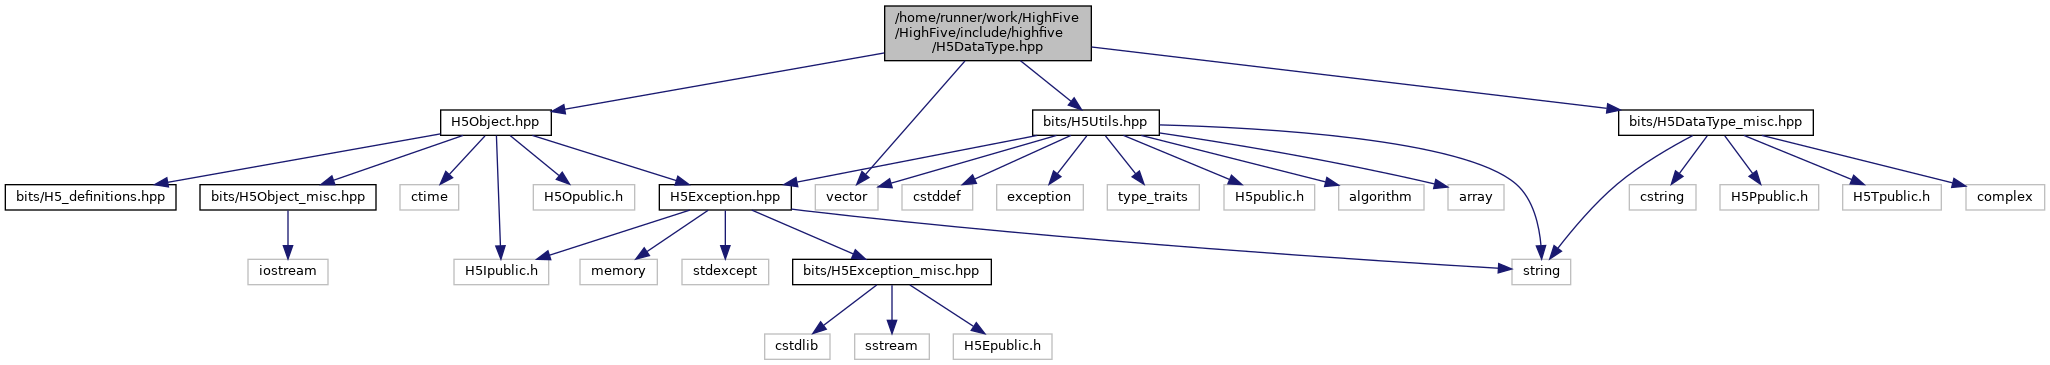 /home/runner/work/HighFive
/HighFive/include/highfive
/H5DataType.hpp
H5Object.hpp
bits/H5Utils.hpp
bits/H5DataType_misc.hpp
bits/H5_definitions.hpp
bits/H5Object_misc.hpp
ctime
H5Opublic.h
H5Exception.hpp
vector
cstddef
exception
type_traits
H5public.h
algorithm
array
cstring
H5Ppublic.h
H5Tpublic.h
complex
iostream
H5Ipublic.h
memory
stdexcept
bits/H5Exception_misc.hpp
string
cstdlib
sstream
H5Epublic.h